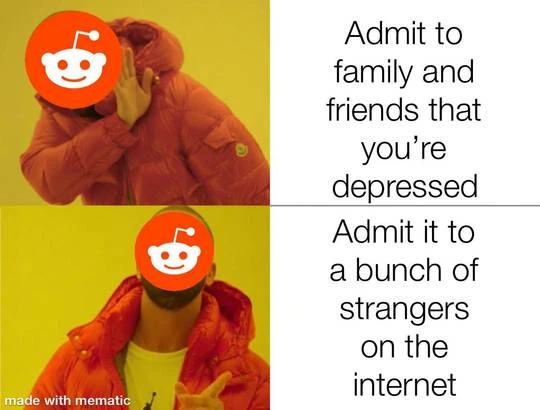 Admit to
family and
friends that
you're
depressed
Admit it to
a bunch of
strangers
on the
internet
made with mematic